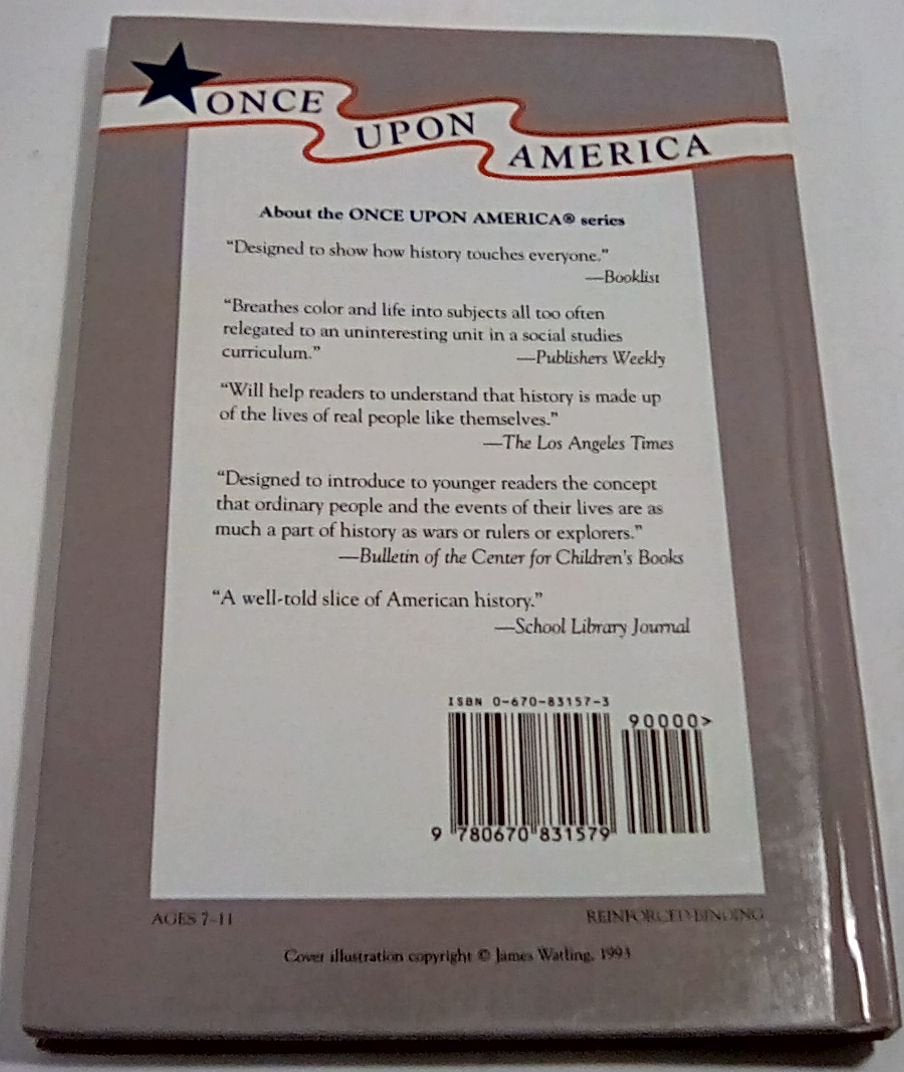 ONCE
UPON
AMERICA
About the ONCE UPON AMERICA® series
“Designed to show how history touches everyone.”
—Booklist
“Breathes color and life into subjects all too often
relegated to an uninteresting unit in a social studies
curriculum.” —Publishers Weekly
“Will help readers to understand that history is made up
of the lives of real people like themselves.”
—The Los Angeles Times
“Designed to introduce to younger readers the concept
that ordinary people and the events of their lives are as
much a part of history as wars or rulers or explorers.”
—Bulletin of the Center for Children's Books
“A well-told slice of American history.”
—School Library Journal
ISBN 0-670-83157-3
90000>
9 780670 831579
AGES 7–11 REINFORCED BINDING
Cover illustration copyright © James Watling, 1993